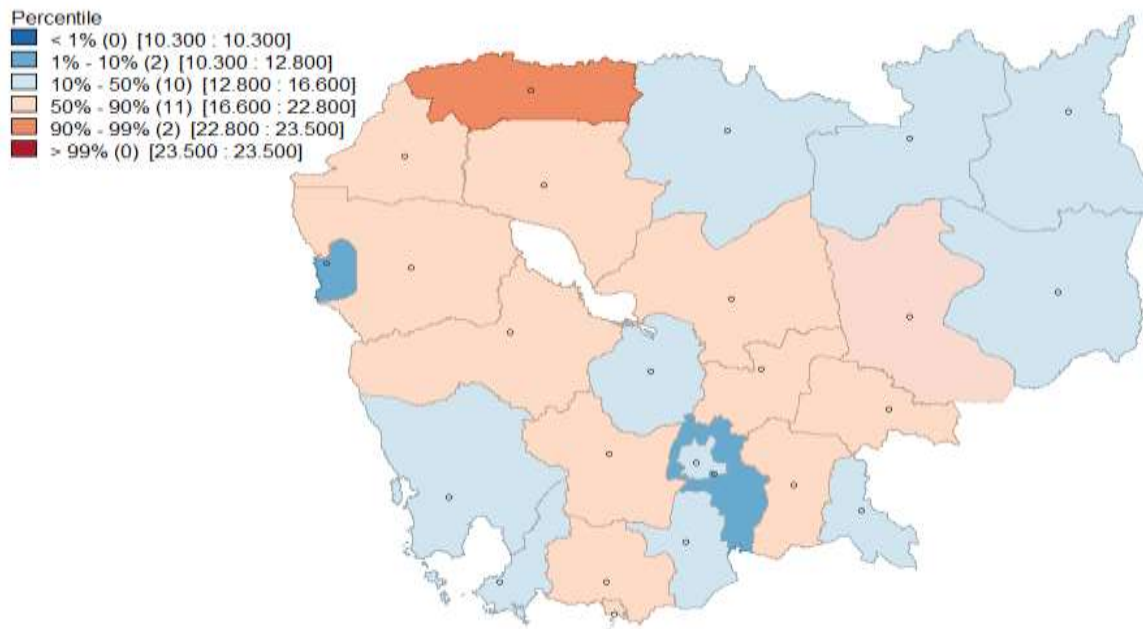 Percentile
< 1% (0) [10.300 : 10.300]
1% - 10% (2) [10.300 : 12.800]
10% - 50% (10) [12.800 : 16.600]
50% - 90% (11) [16.600 : 22.800]
90% - 99% (2) [22.800 : 23.500]
> 99% (0) [23.500 : 23.500]